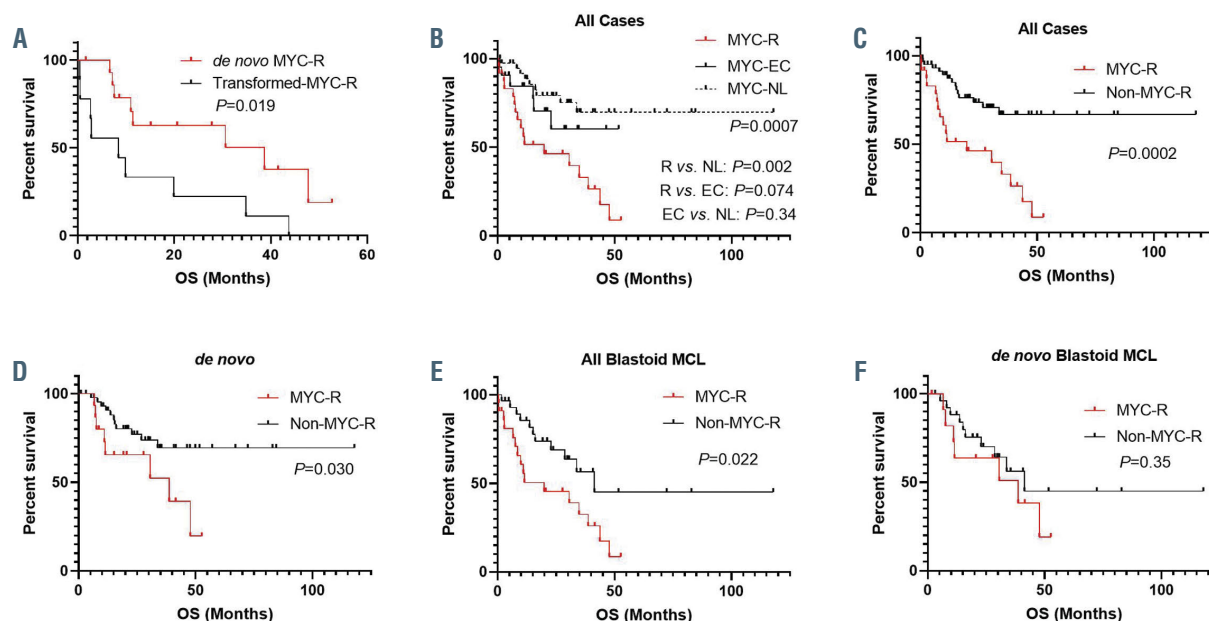 A
de novo MYC-R
Transformed-MYC-R
P=0.019
Percent survival
100
50
0
0 20 40 60
OS (Months)
B
All Cases
MYC-R
MYC-EC
MYC-NL
P=0.0007
R vs. NL: P=0.002
R vs. EC: P=0.074
EC vs. NL: P=0.34
Percent survival
100
50
0
0 50 100
OS (Months)
C
All Cases
MYC-R
Non-MYC-R
P=0.0002
Percent survival
100
50
0
0 50 100
OS (Months)
D
de novo
MYC-R
Non-MYC-R
P=0.030
Percent survival
100
50
0
0 50 100
OS (Months)
E
All Blastoid MCL
MYC-R
Non-MYC-R
P=0.022
Percent survival
100
50
0
0 50 100
OS (Months)
F
de novo Blastoid MCL
MYC-R
Non-MYC-R
P=0.35
Percent survival
100
50
0
0 50 100
OS (Months)